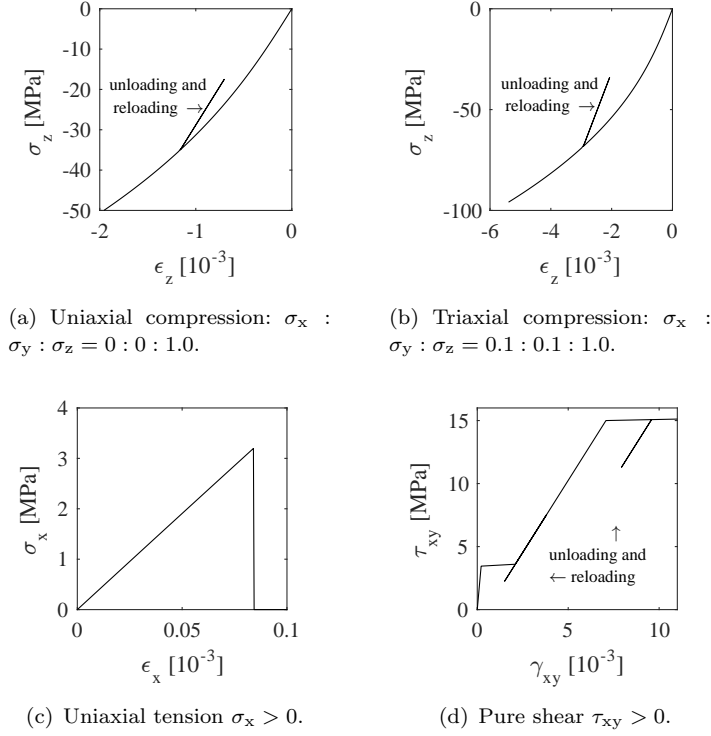 0
-10
-20
-30
-40
-50
σz [MPa]
unloading and
reloading →
-2
-1
0
ϵz [10-3]
0
-50
-100
σz [MPa]
unloading and
reloading →
-6
-4
-2
0
ϵz [10-3]
(a) Uniaxial compression: σx :
σy : σz = 0 : 0 : 1.0.
(b) Triaxial compression: σx :
σy : σz = 0.1 : 0.1 : 1.0.
4
3
2
1
0
σx [MPa]
0
0.05
0.1
ϵx [10-3]
15
10
5
0
τxy [MPa]
↑
unloading and
← reloading
0
5
10
γxy [10-3]
(c) Uniaxial tension σx > 0.
(d) Pure shear τxy > 0.